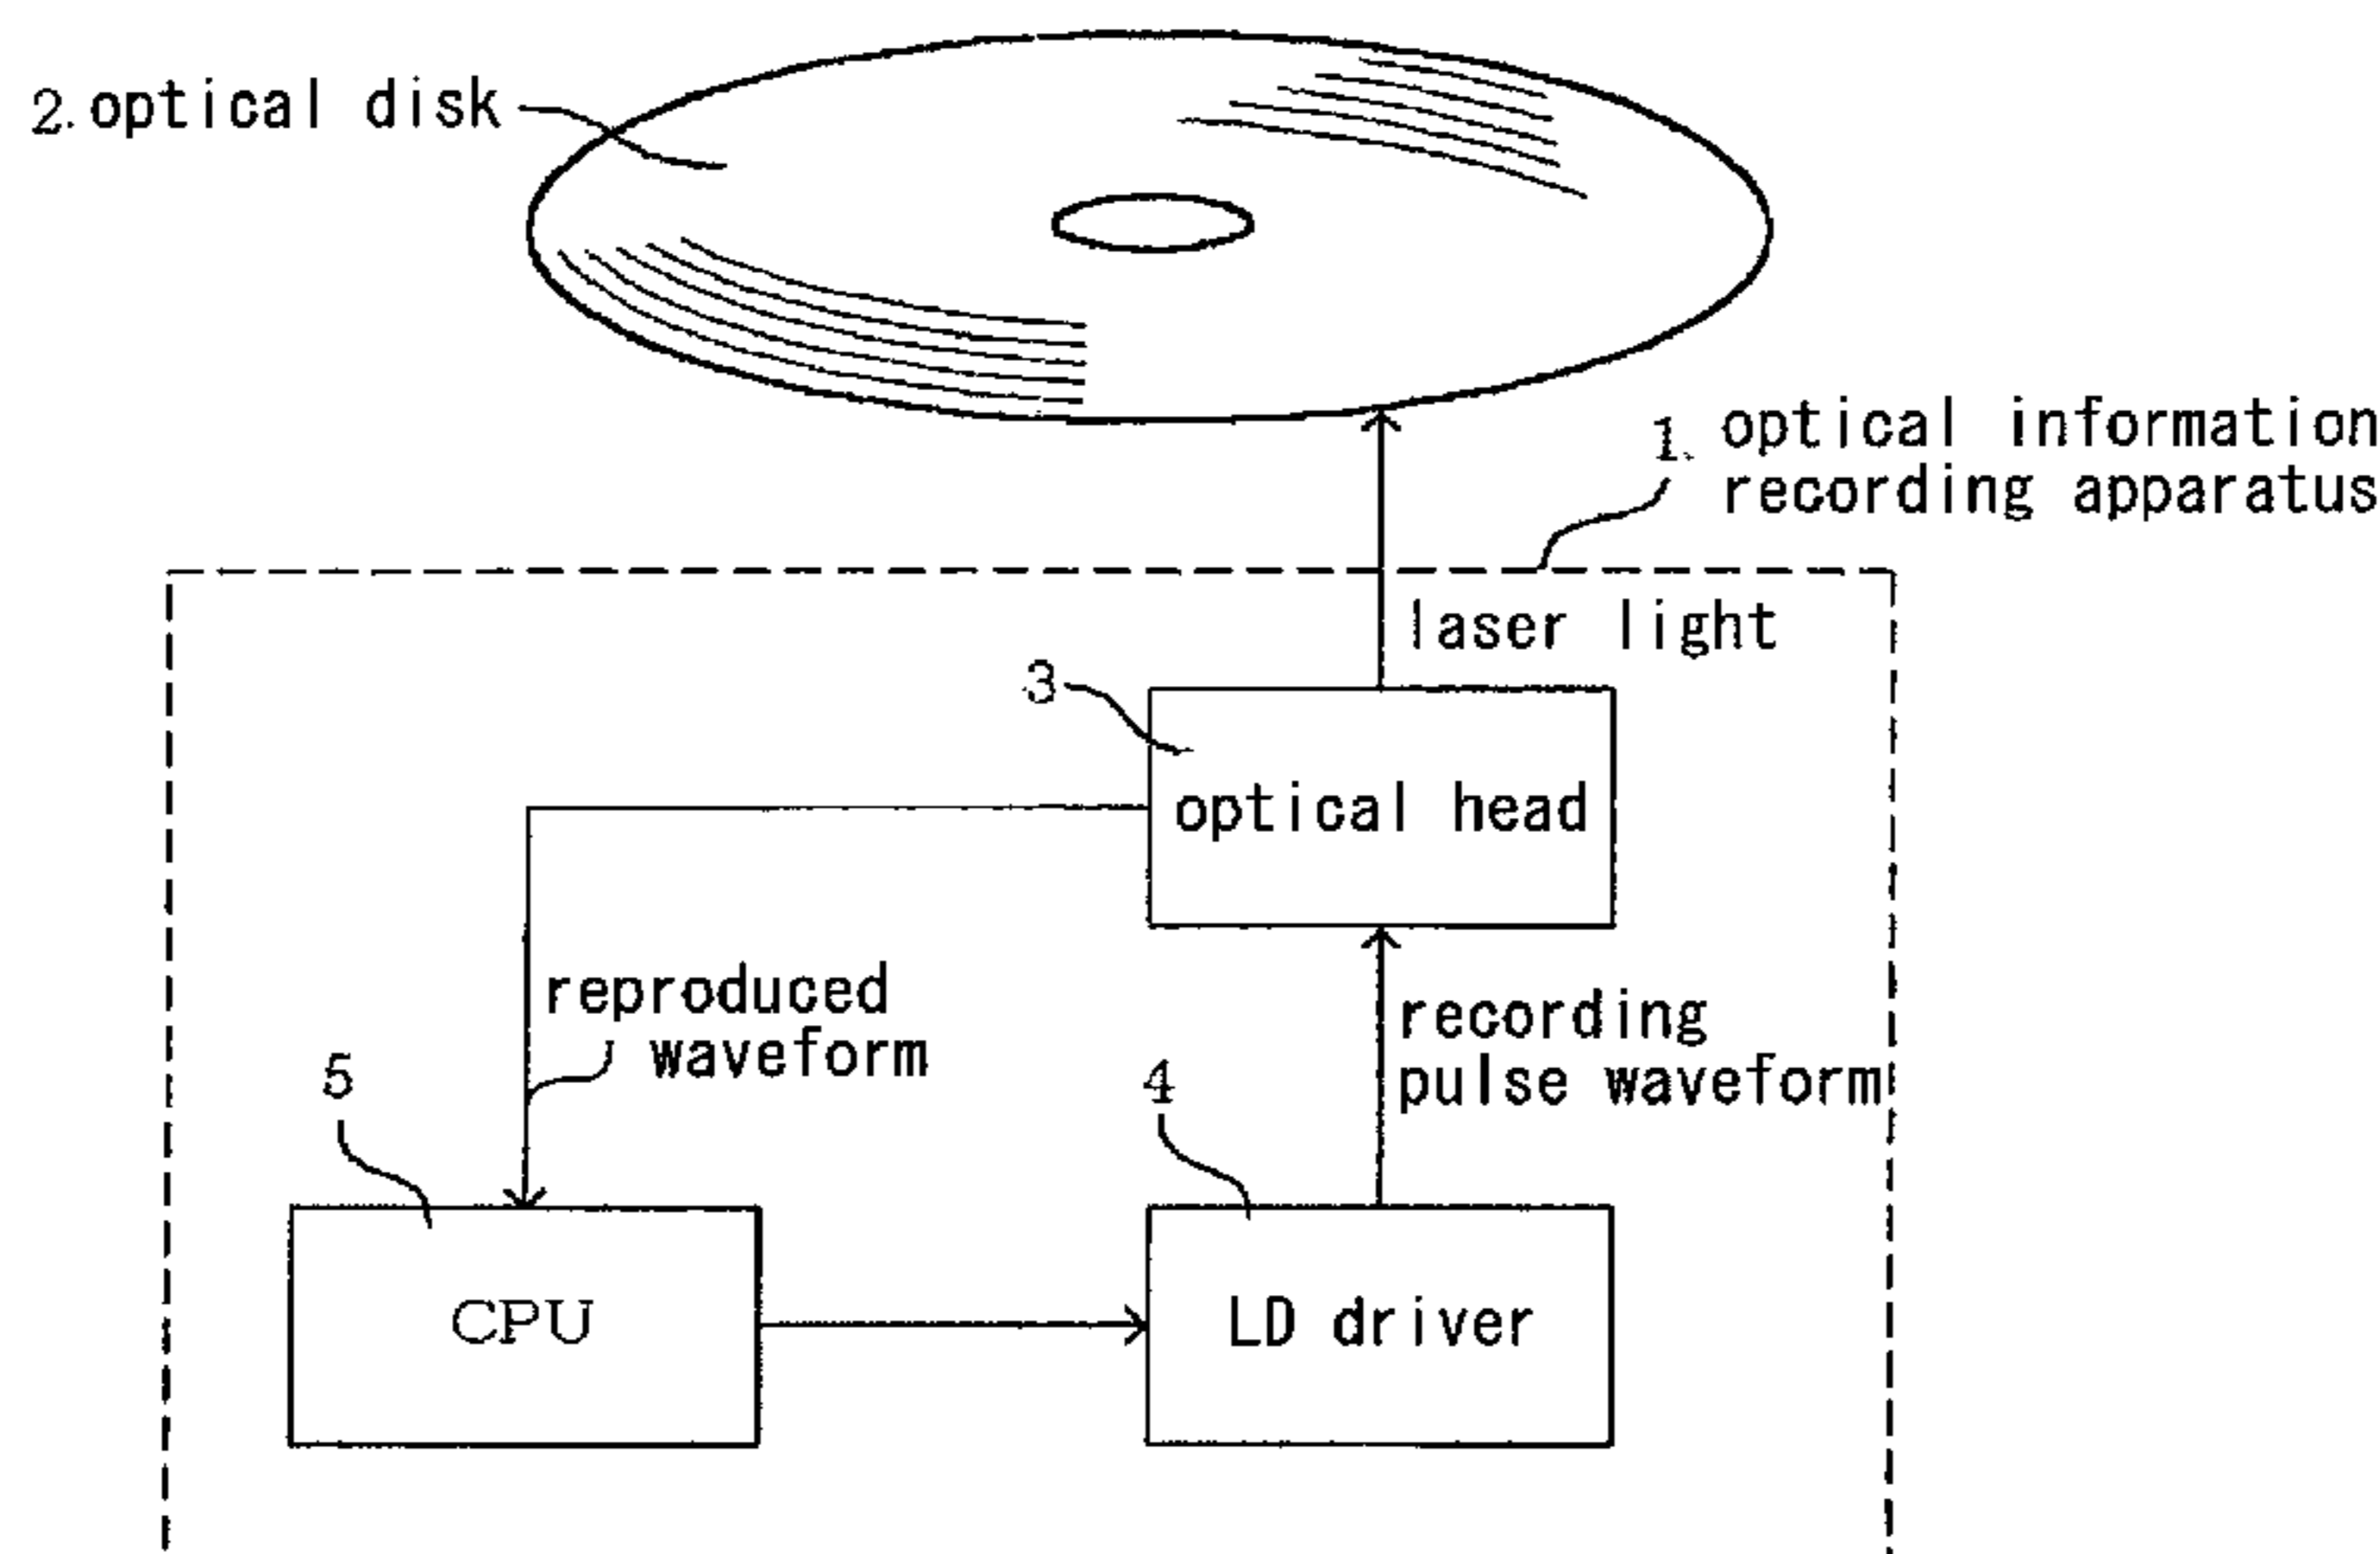 2. optical disk
1. optical information
recording apparatus
laser light
3
optical head
reproduced
waveform
recording
pulse waveform
5
4
CPU
LD driver